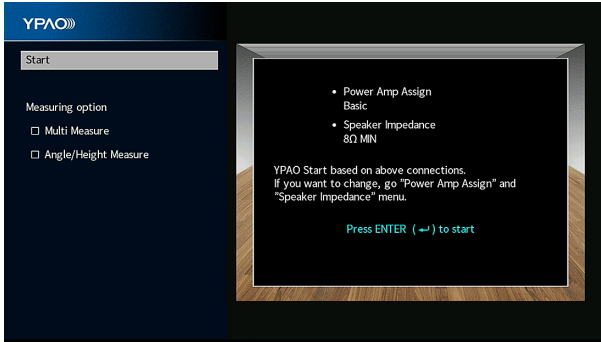 YPAO
Start
Measuring option
Multi Measure
Angle/Height Measure
• Power Amp Assign
Basic
• Speaker Impedance
8Ω MIN
YPAO Start based on above connections.
If you want to change, go "Power Amp Assign" and
"Speaker Impedance" menu.
Press ENTER (↵) to start